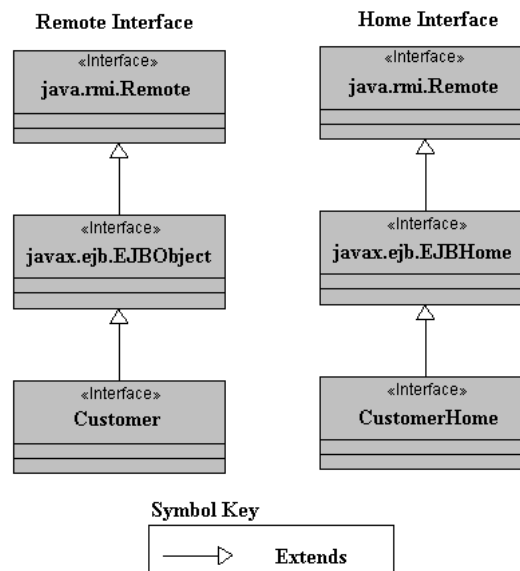 Remote Interface
«Interface»
java.rmi.Remote
«Interface»
javax.ejb.EJBObject
«Interface»
Customer
Home Interface
«Interface»
java.rmi.Remote
«Interface»
javax.ejb.EJBHome
«Interface»
CustomerHome
Symbol Key
Extends